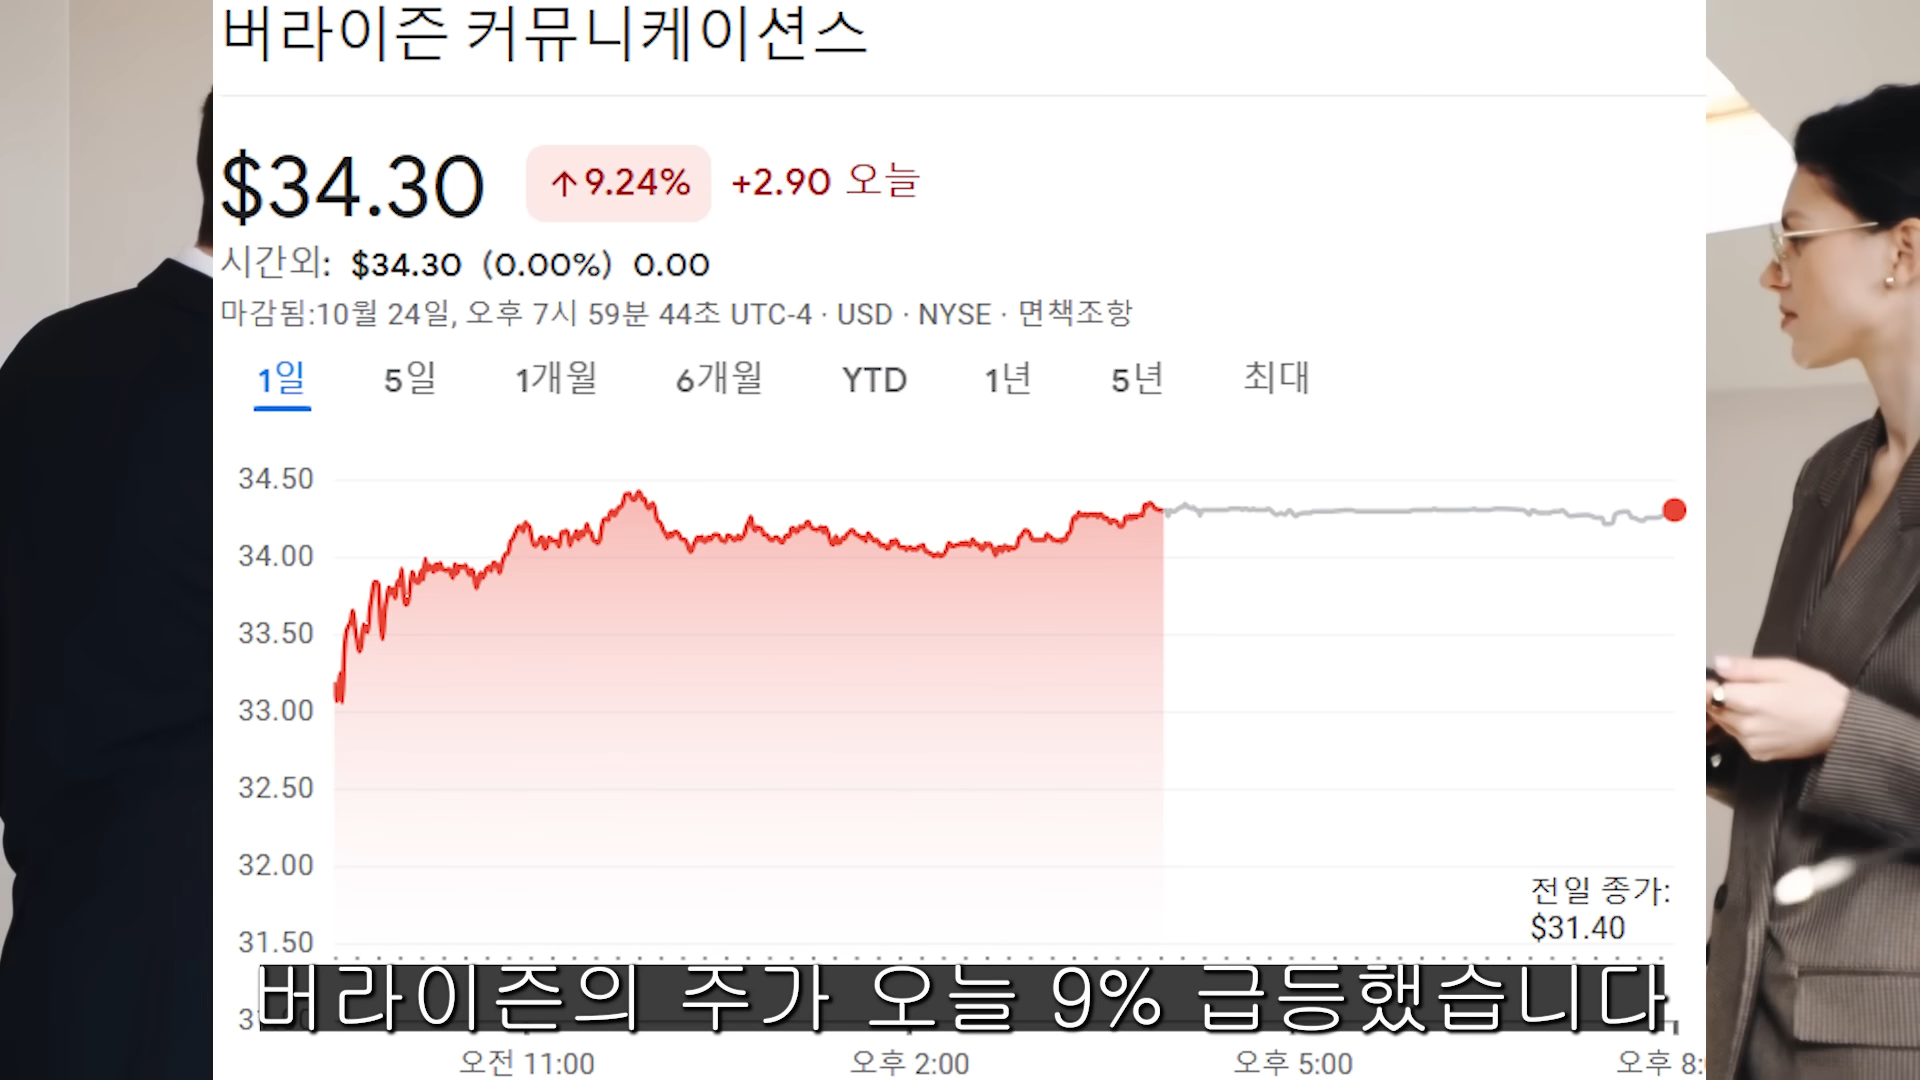 버라이즌 커뮤니케이션스
$34.30 ↑9.24% +2.90 오늘
시간외: $34.30 (0.00%) 0.00
마감됨:10월 24일, 오후 7시 59분 44초 UTC-4 · USD · NYSE · 면책조항
1일 5일 1개월 6개월 YTD 1년 5년 최대
34.50
34.00
33.50
33.00
32.50
32.00
전일 종가:
$31.40
31.50
버라이즌의 주가 오늘 9% 급등했습니다
오전 11:00 오후 2:00 오후 5:00 오후 8: